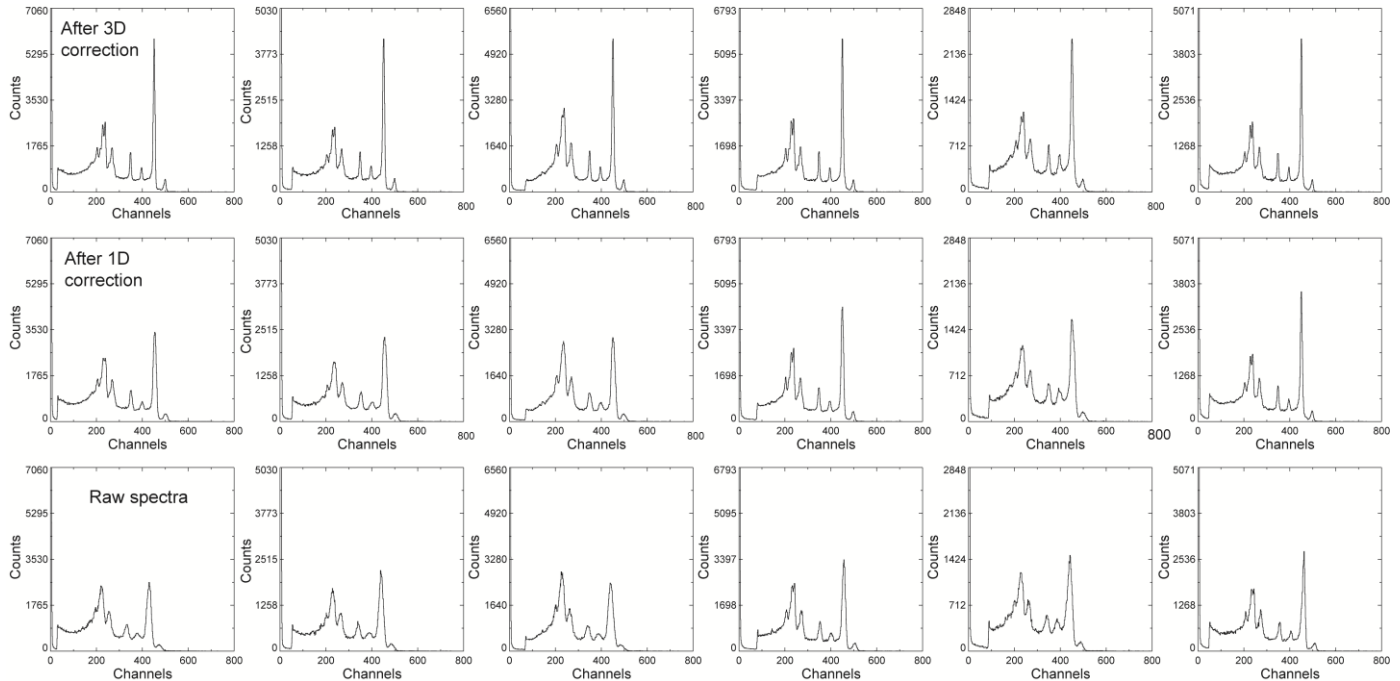 7060 5030 6560 6793 2848 5071
After 3D
correction
5295 3773 4920 5095 2136 3803
Counts Counts Counts Counts Counts Counts
3530 2515 3280 3397 1424 2536
1765 1258 1640 1698 712 1268
0 0 0 0 0 0
0 200 400 600 800 0 200 400 600 800 0 200 400 600 800 0 200 400 600 800 0 200 400 600 800 0 200 400 600 800
Channels Channels Channels Channels Channels Channels
7060 5030 6560 6793 2848 5071
After 1D
correction
5295 3773 4920 5095 2136 3803
Counts Counts Counts Counts Counts Counts
3530 2515 3280 3397 1424 2536
1765 1258 1640 1698 712 1268
0 0 0 0 0 0
0 200 400 600 800 0 200 400 600 800 0 200 400 600 800 0 200 400 600 800 0 200 400 600 800 0 200 400 600 800
Channels Channels Channels Channels Channels Channels
7060 5030 6560 6793 2848 5071
Raw spectra
5295 3773 4920 5095 2136 3803
Counts Counts Counts Counts Counts Counts
3530 2515 3280 3397 1424 2536
1765 1258 1640 1698 712 1268
0 0 0 0 0 0
0 200 400 600 800 0 200 400 600 800 0 200 400 600 800 0 200 400 600 800 0 200 400 600 800 0 200 400 600 800
Channels Channels Channels Channels Channels Channels